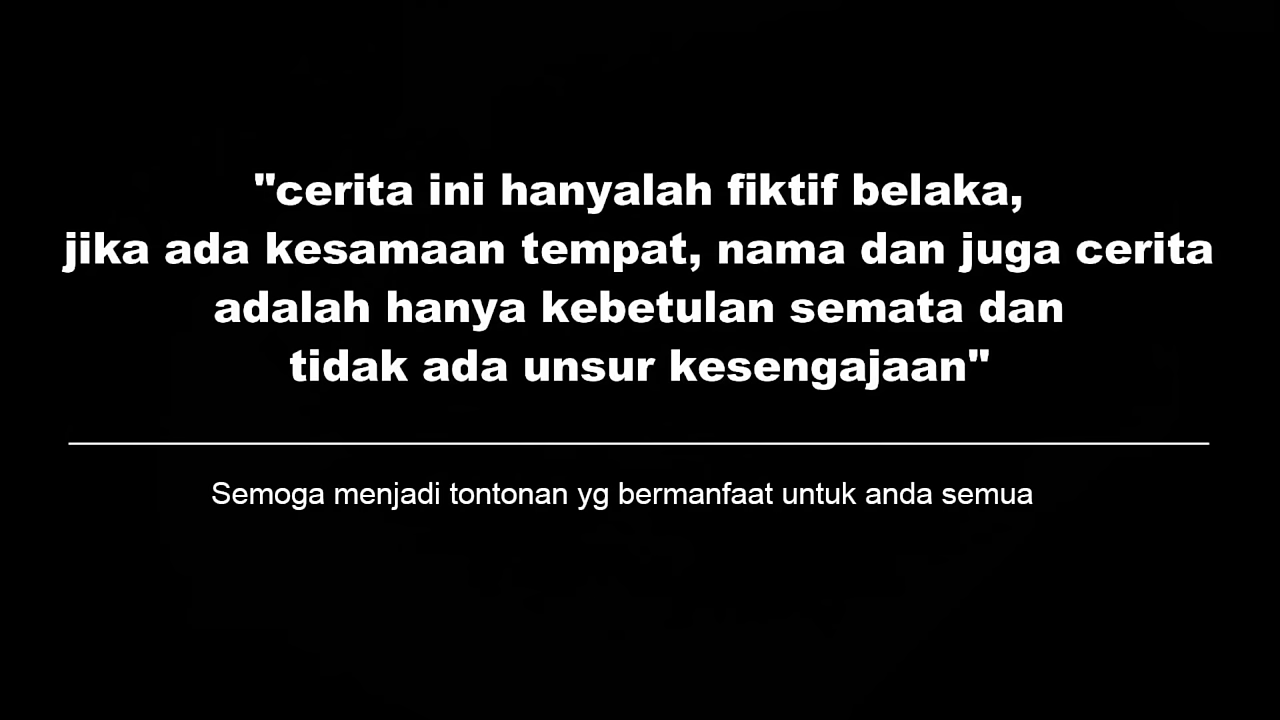 "cerita ini hanyalah fiktif belaka,
jika ada kesamaan tempat, nama dan juga cerita
adalah hanya kebetulan semata dan
tidak ada unsur kesengajaan"
Semoga menjadi tontonan yg bermanfaat untuk anda semua